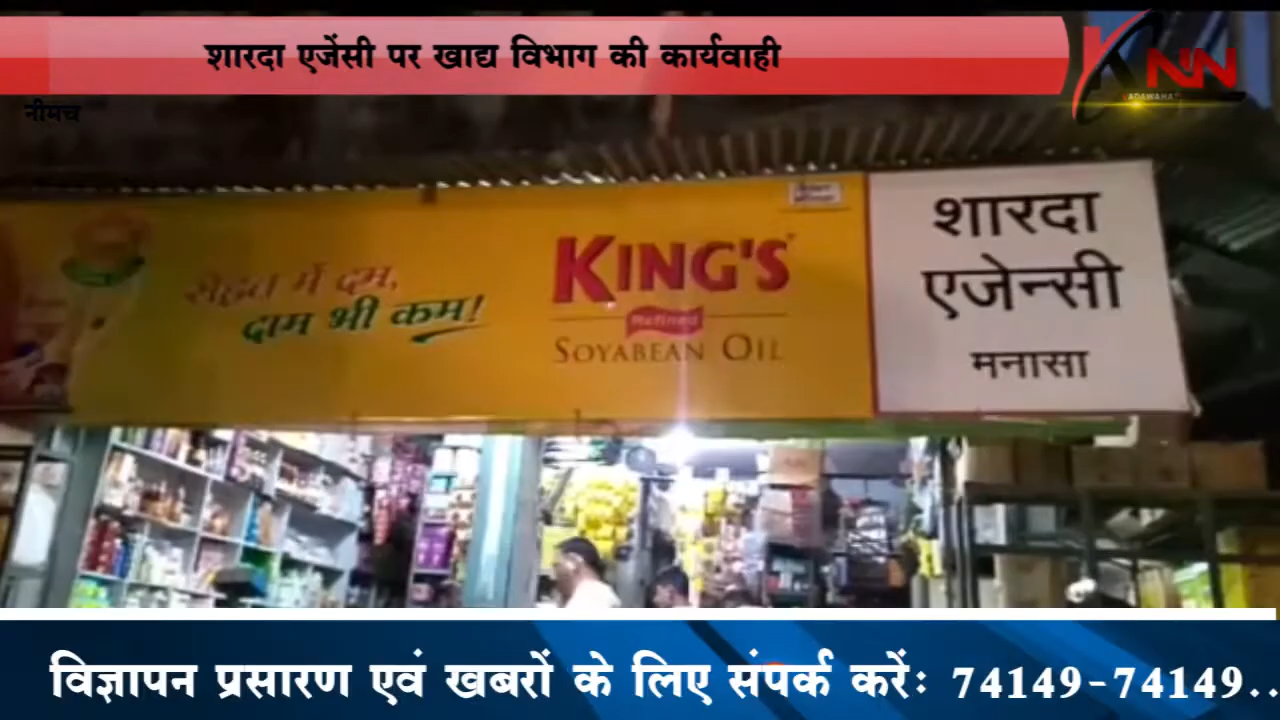 शारदा एजेंसी पर खाद्य विभाग की कार्यवाही
KNN
नीमच
सेहत में दम,
दाम भी कम!
KING'S
Refined
SOYABEAN OIL
शारदा
एजेन्सी
मनासा
विज्ञापन प्रसारण एवं खबरों के लिए संपर्क करें: 74149-74149..